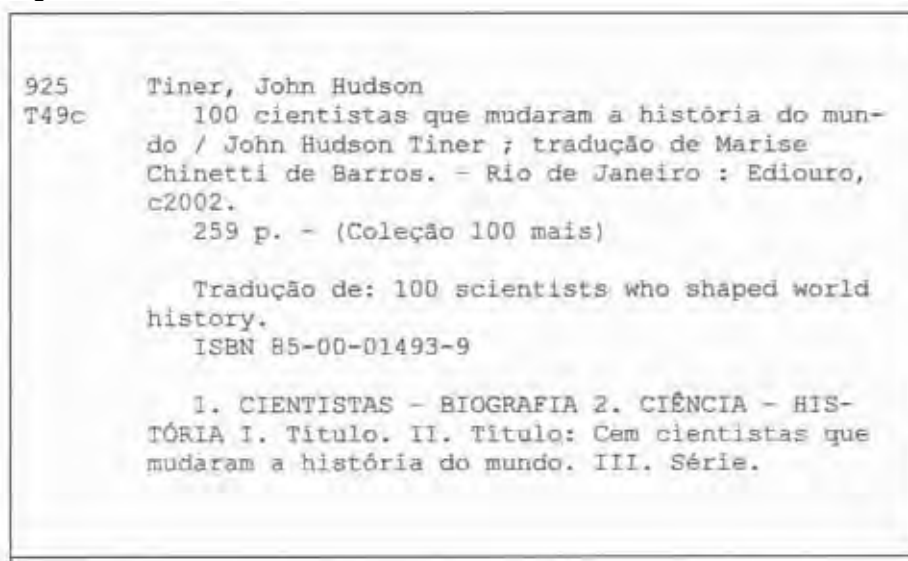 925 Tiner, John Hudson
T49c 100 cientistas que mudaram a história do mun-
do / John Hudson Tiner ; tradução de Marise
Chinetti de Barros. - Rio de Janeiro : Ediouro,
c2002.
259 p. - (Coleção 100 mais)
Tradução de: 100 scientists who shaped world
history.
ISBN 85-00-01493-9
1. CIENTISTAS - BIOGRAFIA 2. CIÊNCIA - HIS-
TÓRIA I. Título. II. Título: Cem cientistas que
mudaram a história do mundo. III. Série.